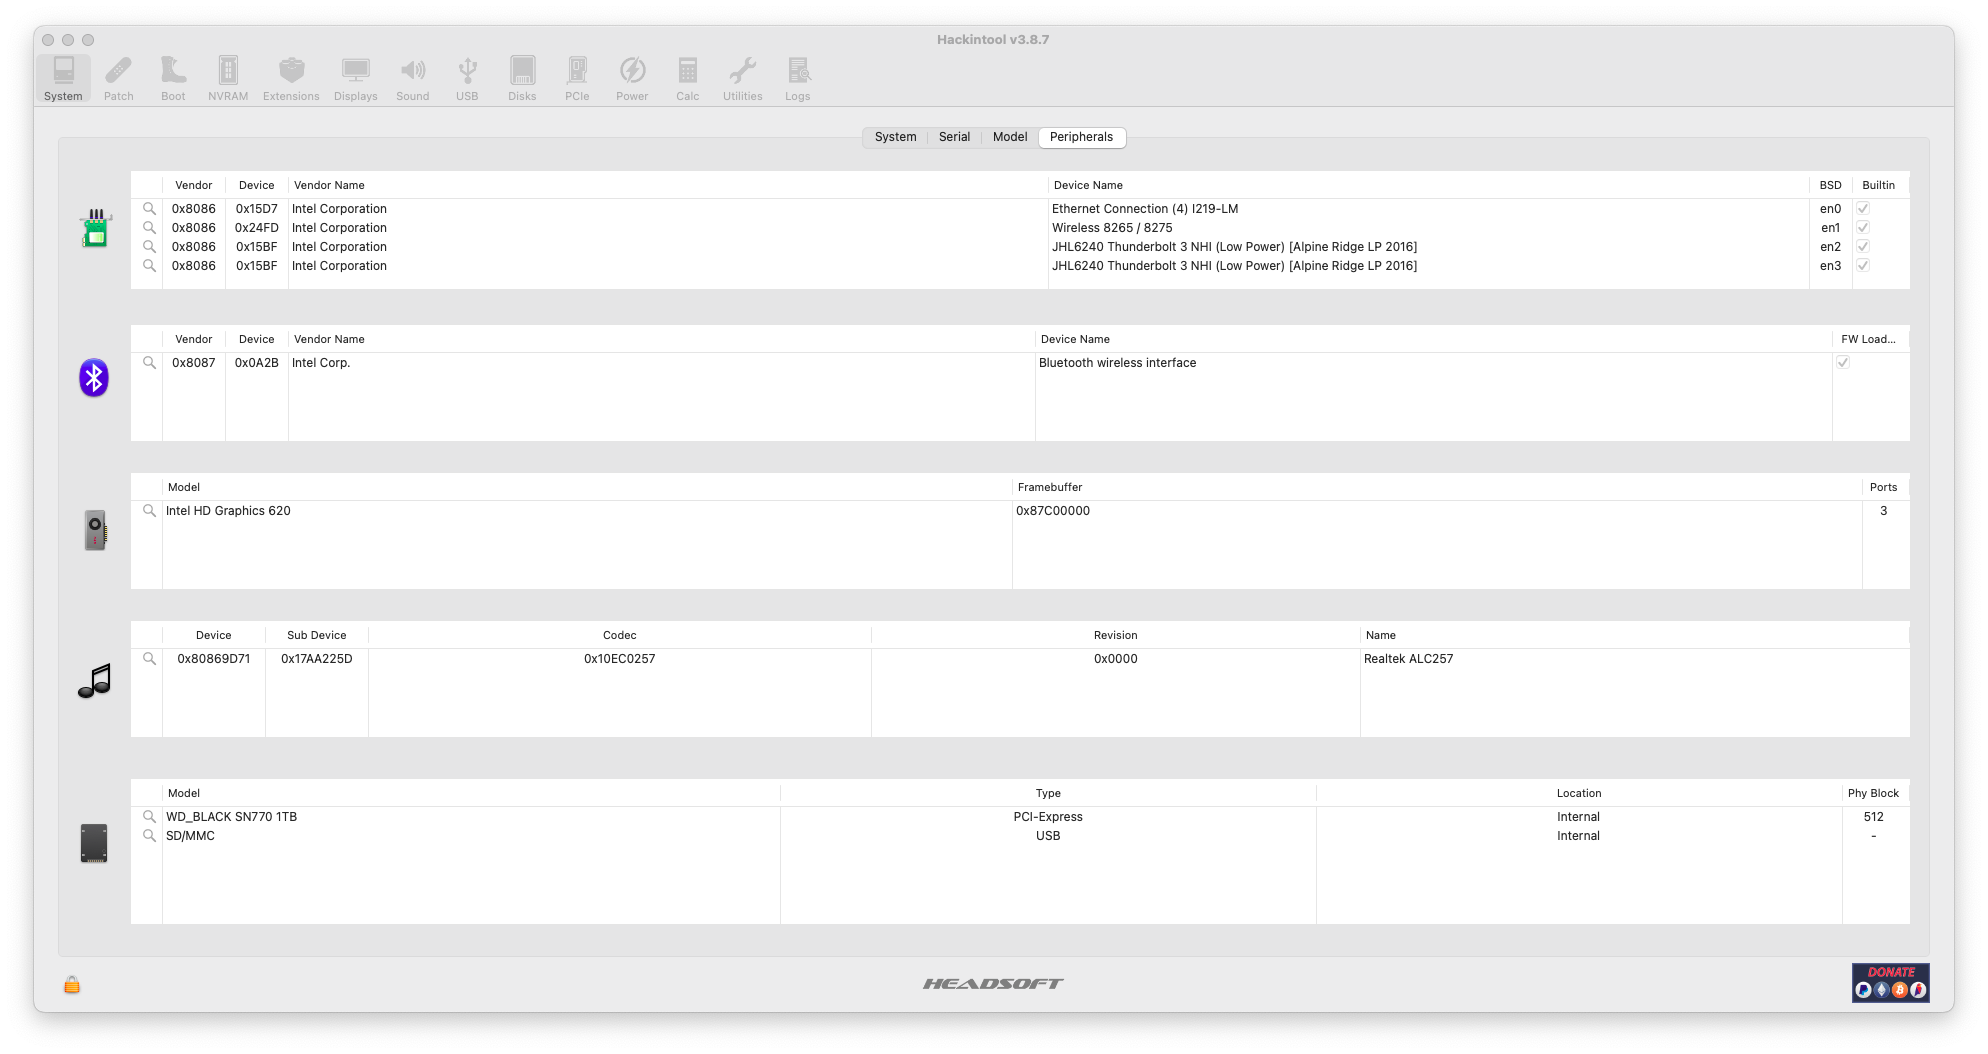 Hackintool v3.8.7
System Patch Boot NVRAM Extensions Displays Sound USB Disks PCIe Power Calc Utilities Logs
System Serial Model Peripherals
Vendor Device Vendor Name Device Name BSD Builtin
0x8086 0x15D7 Intel Corporation Ethernet Connection (4) I219-LM en0
0x8086 0x24FD Intel Corporation Wireless 8265 / 8275 en1
0x8086 0x15BF Intel Corporation JHL6240 Thunderbolt 3 NHI (Low Power) [Alpine Ridge LP 2016] en2
0x8086 0x15BF Intel Corporation JHL6240 Thunderbolt 3 NHI (Low Power) [Alpine Ridge LP 2016] en3
Vendor Device Vendor Name Device Name FW Load...
0x8087 0x0A2B Intel Corp. Bluetooth wireless interface
Model Framebuffer Ports
Intel HD Graphics 620 0x87C00000 3
Device Sub Device Codec Revision Name
0x80869D71 0x17AA225D 0x10EC0257 0x0000 Realtek ALC257
Model Type Location Phy Block
WD_BLACK SN770 1TB PCI-Express Internal 512
SD/MMC USB Internal -
HEADSOFT
DONATE